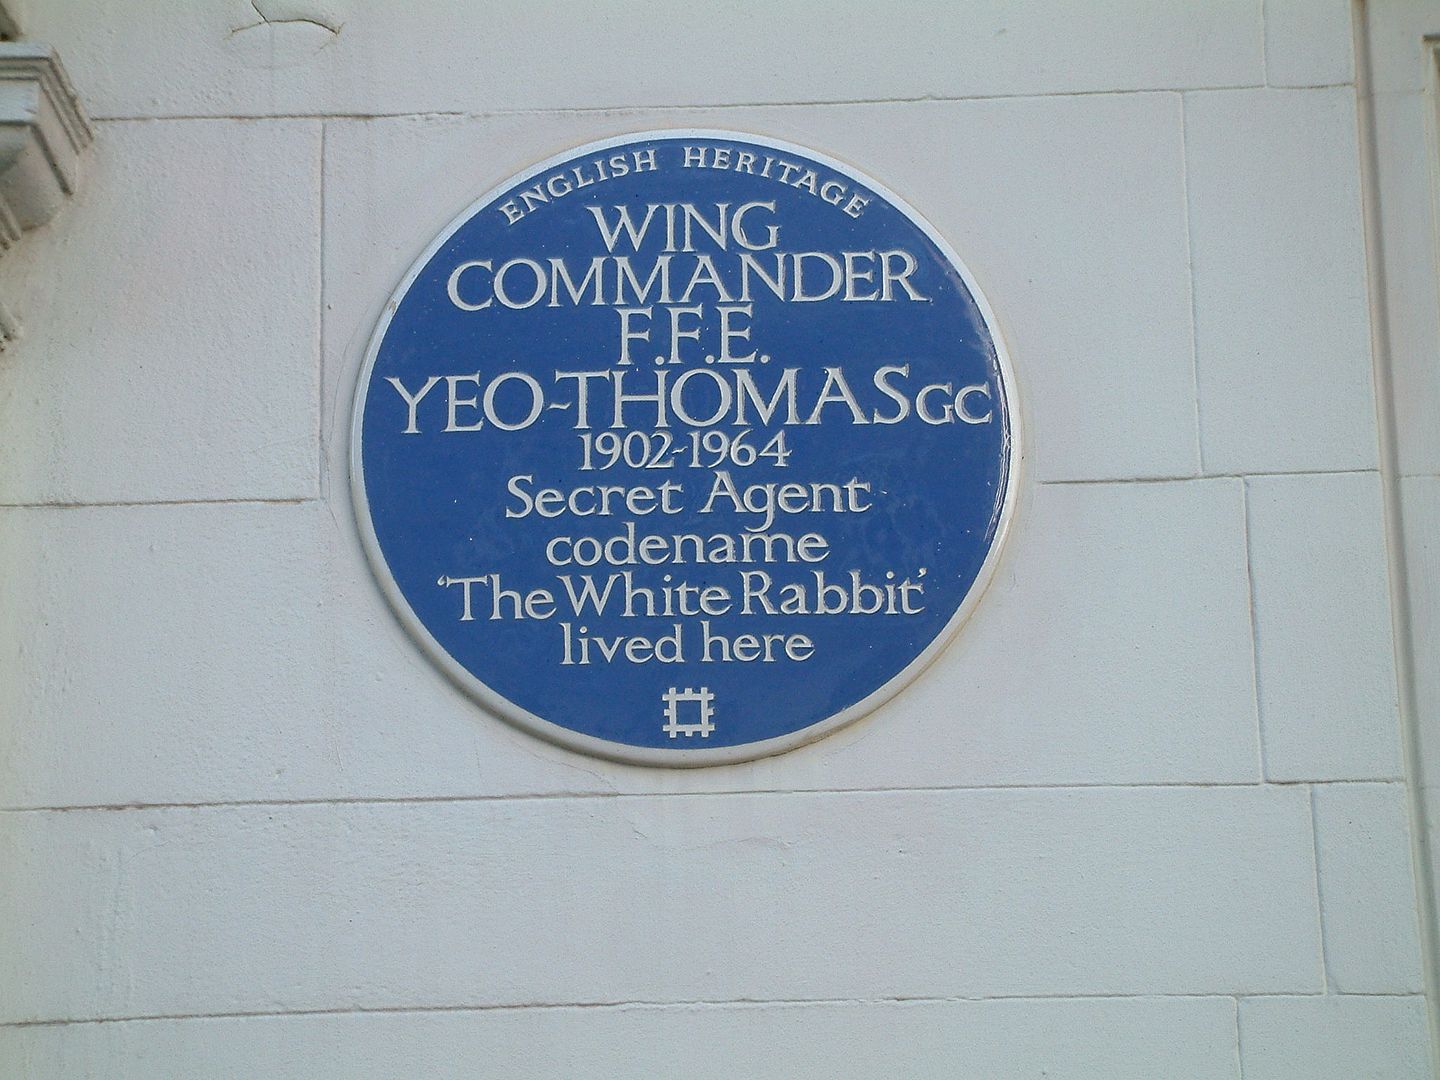 ENGLISH HERITAGE
WING
COMMANDER
F.F.E.
YEO-THOMAS GC
1902-1964
Secret Agent
codename
‘The White Rabbit’
lived here